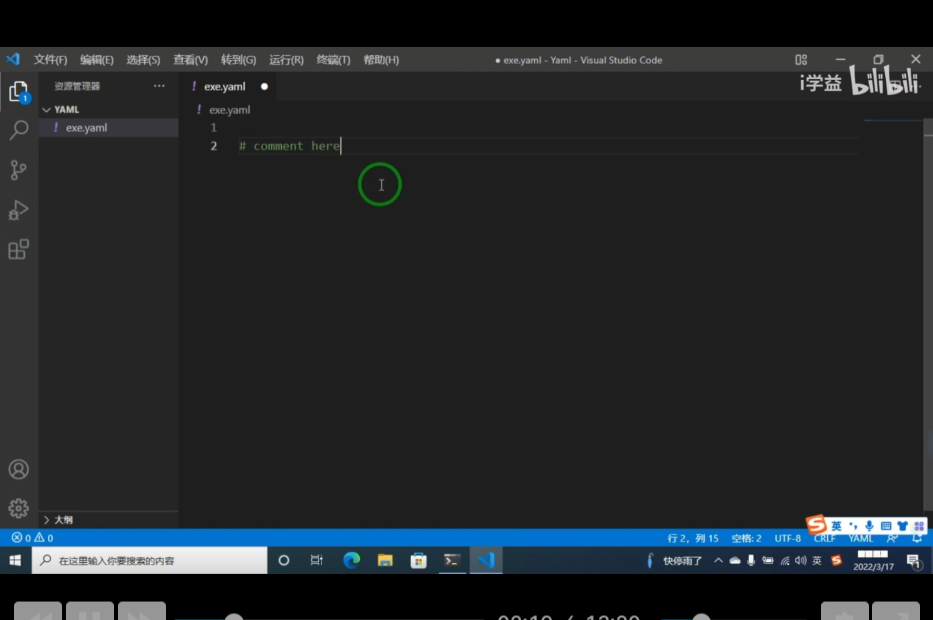 文件(F) 编辑(E) 选择(S) 查看(V) 转到(G) 运行(R) 终端(T) 帮助(H) ● exe.yaml - Yaml - Visual Studio Code
i学益 bilibili
资源管理器 ··· ! exe.yaml ●
YAML ! exe.yaml
! exe.yaml
1
1
2 # comment here
大纲
英
0 0 行 2，列 15 空格: 2 UTF-8 CRLF YAML
在这里输入你要搜索的内容 快停雨了 英 2022/3/17 1